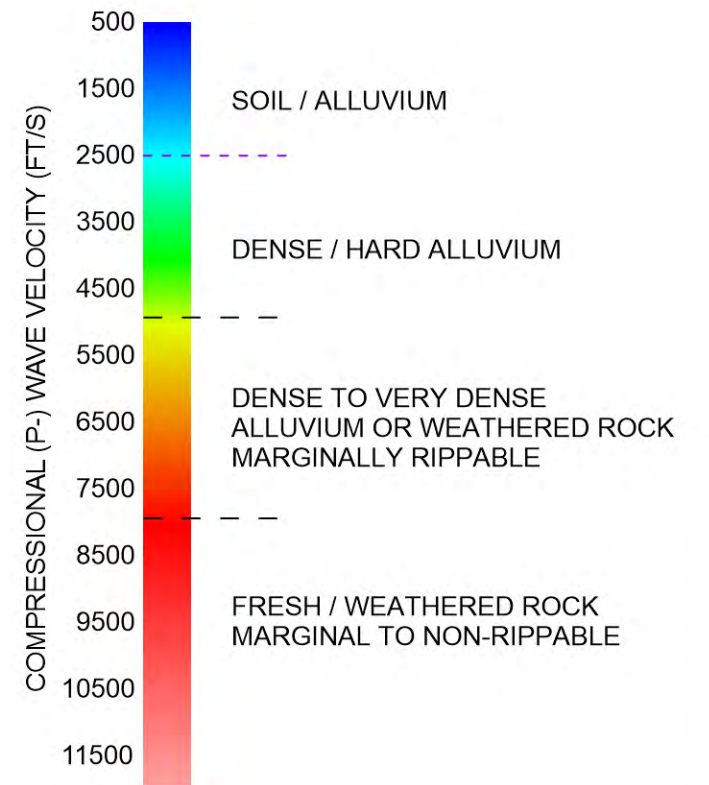 COMPRESSIONAL (P-) WAVE VELOCITY (FT/S)
500
1500
SOIL / ALLUVIUM
2500
3500
DENSE / HARD ALLUVIUM
4500
5500
DENSE TO VERY DENSE
6500
ALLUVIUM OR WEATHERED ROCK
MARGINALLY RIPPABLE
7500
8500
FRESH / WEATHERED ROCK
9500
MARGINAL TO NON-RIPPABLE
10500
11500